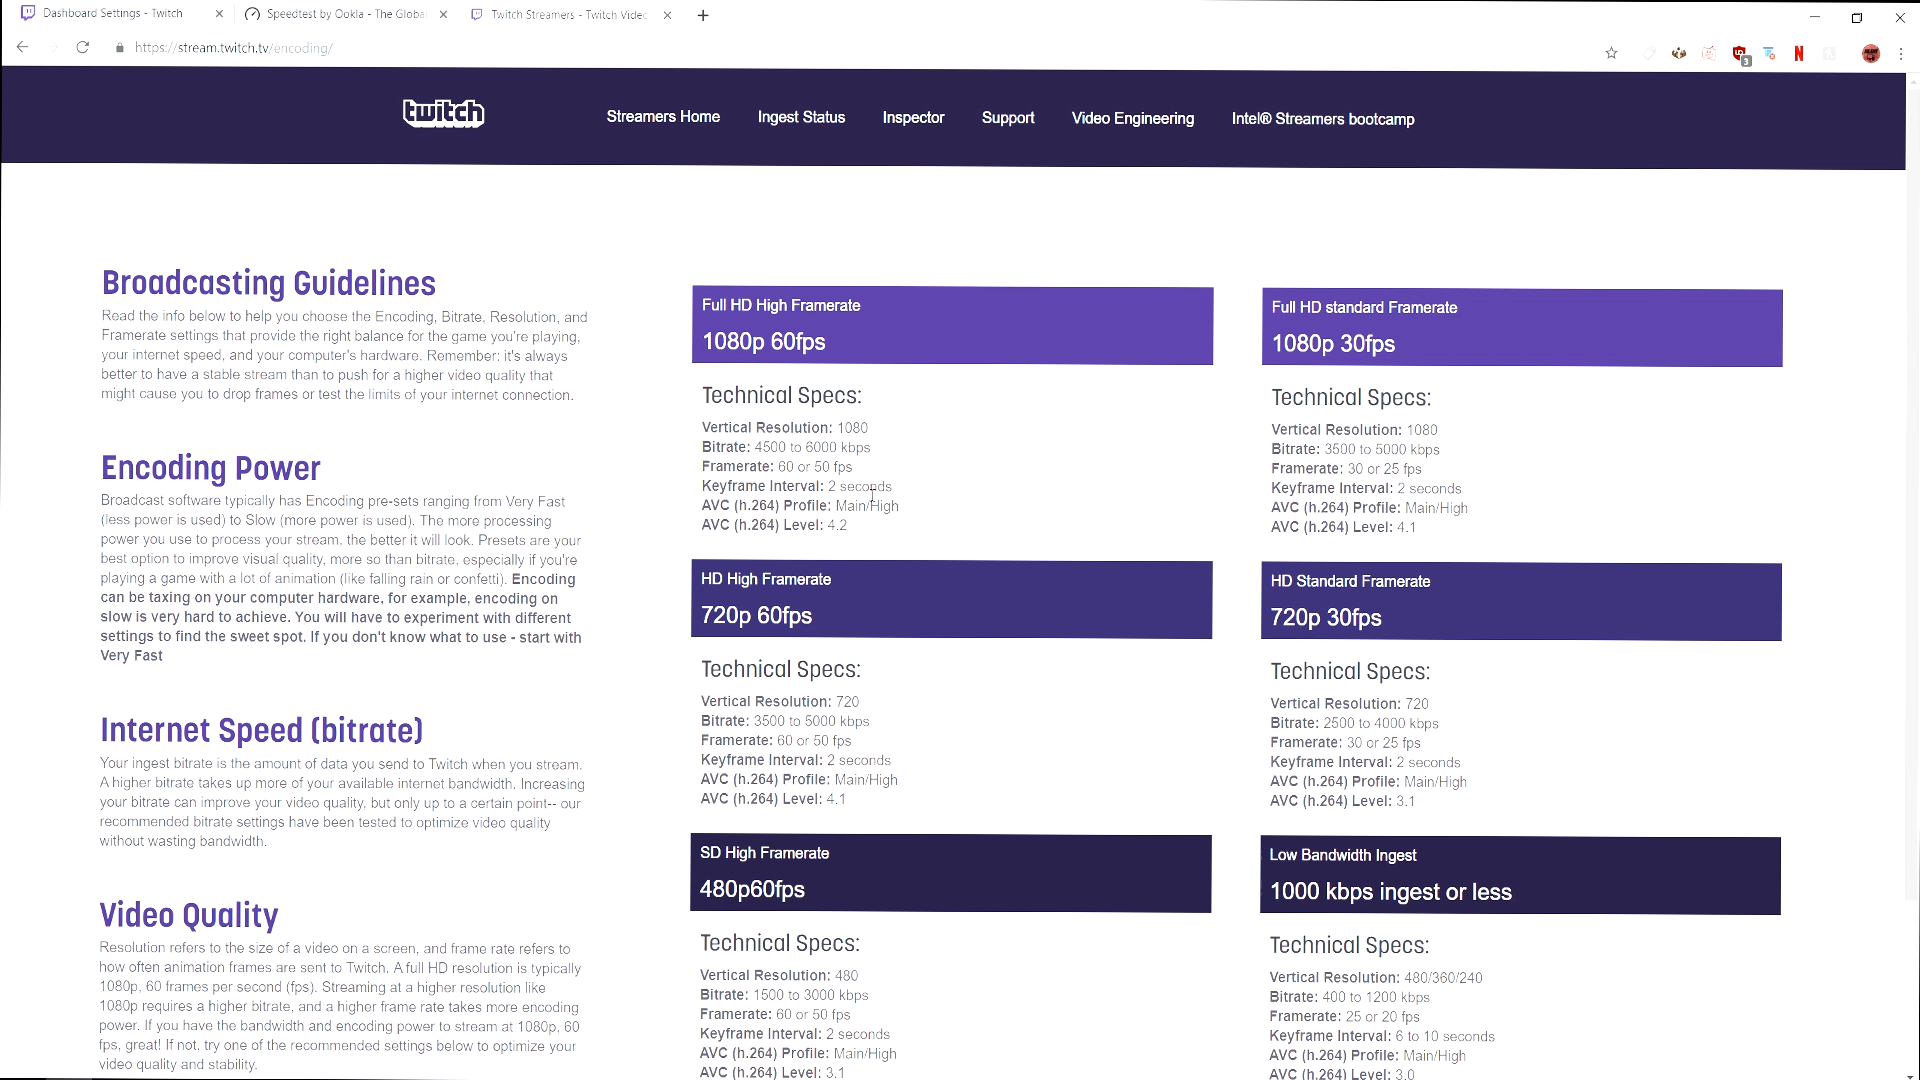 Dashboard Settings - Twitch
Speedtest by Ookla - The Globa
Twitch Streamers - Twitch Video
https://stream.twitch.tv/encoding/
3
N
twitch
Streamers Home
Ingest Status
Inspector
Support
Video Engineering
Intel® Streamers bootcamp
Broadcasting Guidelines
Read the info below to help you choose the Encoding, Bitrate, Resolution, and
Framerate settings that provide the right balance for the game you're playing,
your internet speed, and your computer's hardware. Remember: it's always
better to have a stable stream than to push for a higher video quality that
might cause you to drop frames or test the limits of your internet connection.
Encoding Power
Broadcast software typically has Encoding pre-sets ranging from Very Fast
(less power is used) to Slow (more power is used). The more processing
power you use to process your stream, the better it will look. Presets are your
best option to improve visual quality, more so than bitrate, especially if you're
playing a game with a lot of animation (like falling rain or confetti). Encoding
can be taxing on your computer hardware, for example, encoding on
slow is very hard to achieve. You will have to experiment with different
settings to find the sweet spot. If you don't know what to use - start with
Very Fast
Internet Speed (bitrate)
Your ingest bitrate is the amount of data you send to Twitch when you stream.
A higher bitrate takes up more of your available internet bandwidth. Increasing
your bitrate can improve your video quality, but only up to a certain point-- our
recommended bitrate settings have been tested to optimize video quality
without wasting bandwidth.
Video Quality
Resolution refers to the size of a video on a screen, and frame rate refers to
how often animation frames are sent to Twitch. A full HD resolution is typically
1080p, 60 frames per second (fps). Streaming at a higher resolution like
1080p requires a higher bitrate, and a higher frame rate takes more encoding
power. If you have the bandwidth and encoding power to stream at 1080p, 60
fps, great! If not, try one of the recommended settings below to optimize your
video quality and stability.
Full HD High Framerate
1080p 60fps
Technical Specs:
Vertical Resolution: 1080
Bitrate: 4500 to 6000 kbps
Framerate: 60 or 50 fps
Keyframe Interval: 2 seconds
AVC (h.264) Profile: Main/High
AVC (h.264) Level: 4.2
Full HD standard Framerate
1080p 30fps
Technical Specs:
Vertical Resolution: 1080
Bitrate: 3500 to 5000 kbps
Framerate: 30 or 25 fps
Keyframe Interval: 2 seconds
AVC (h.264) Profile: Main/High
AVC (h.264) Level: 4.1
HD High Framerate
720p 60fps
Technical Specs:
Vertical Resolution: 720
Bitrate: 3500 to 5000 kbps
Framerate: 60 or 50 fps
Keyframe Interval: 2 seconds
AVC (h.264) Profile: Main/High
AVC (h.264) Level: 4.1
HD Standard Framerate
720p 30fps
Technical Specs:
Vertical Resolution: 720
Bitrate: 2500 to 4000 kbps
Framerate: 30 or 25 fps
Keyframe Interval: 2 seconds
AVC (h.264) Profile: Main/High
AVC (h.264) Level: 3.1
SD High Framerate
480p60fps
Technical Specs:
Vertical Resolution: 480
Bitrate: 1500 to 3000 kbps
Framerate: 60 or 50 fps
Keyframe Interval: 2 seconds
AVC (h.264) Profile: Main/High
AVC (h.264) Level: 3.1
Low Bandwidth Ingest
1000 kbps ingest or less
Technical Specs:
Vertical Resolution: 480/360/240
Bitrate: 400 to 1200 kbps
Framerate: 25 or 20 fps
Keyframe Interval: 6 to 10 seconds
AVC (h.264) Profile: Main/High
AVC (h.264) Level: 3.0